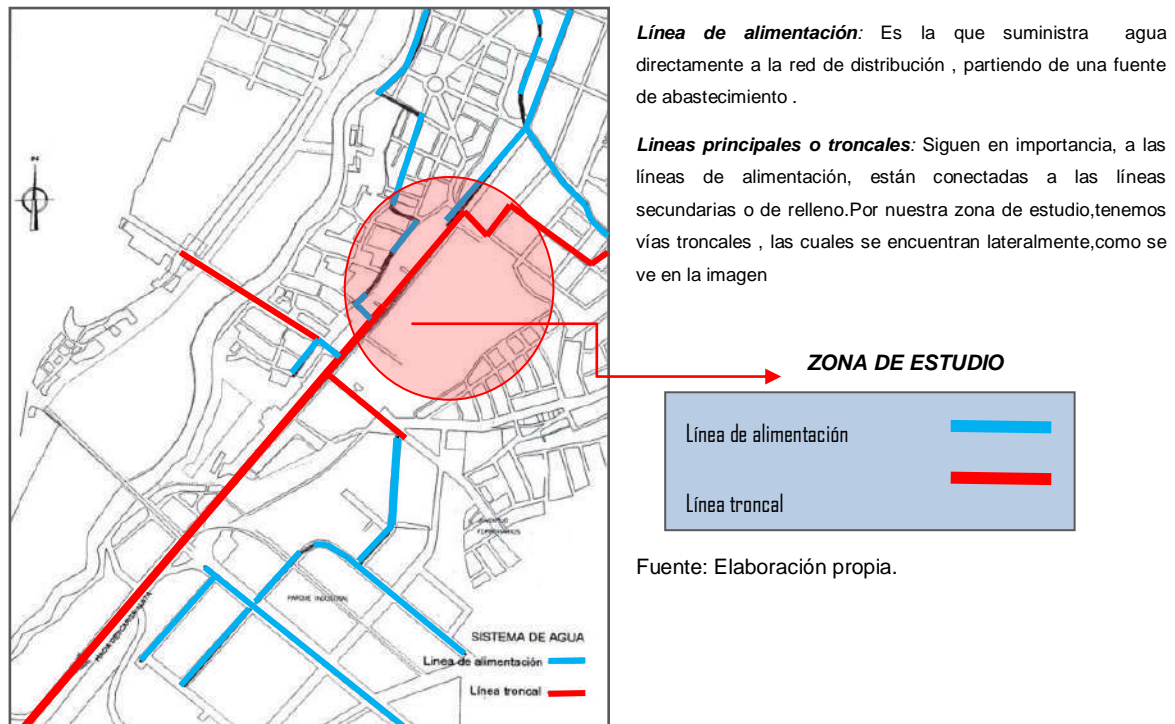 Línea de alimentación: Es la que suministra agua
directamente a la red de distribución , partiendo de una fuente
de abastecimiento .
Lineas principales o troncales: Siguen en importancia, a las
líneas de alimentación, están conectadas a las líneas
secundarias o de relleno.Por nuestra zona de estudio,tenemos
vías troncales , las cuales se encuentran lateralmente,como se
ve en la imagen
ZONA DE ESTUDIO
Línea de alimentación
Línea troncal
Fuente: Elaboración propia.
N
PARQUE INDUSTRIAL
SISTEMA DE AGUA
Linea de alimentación
Línea troncal